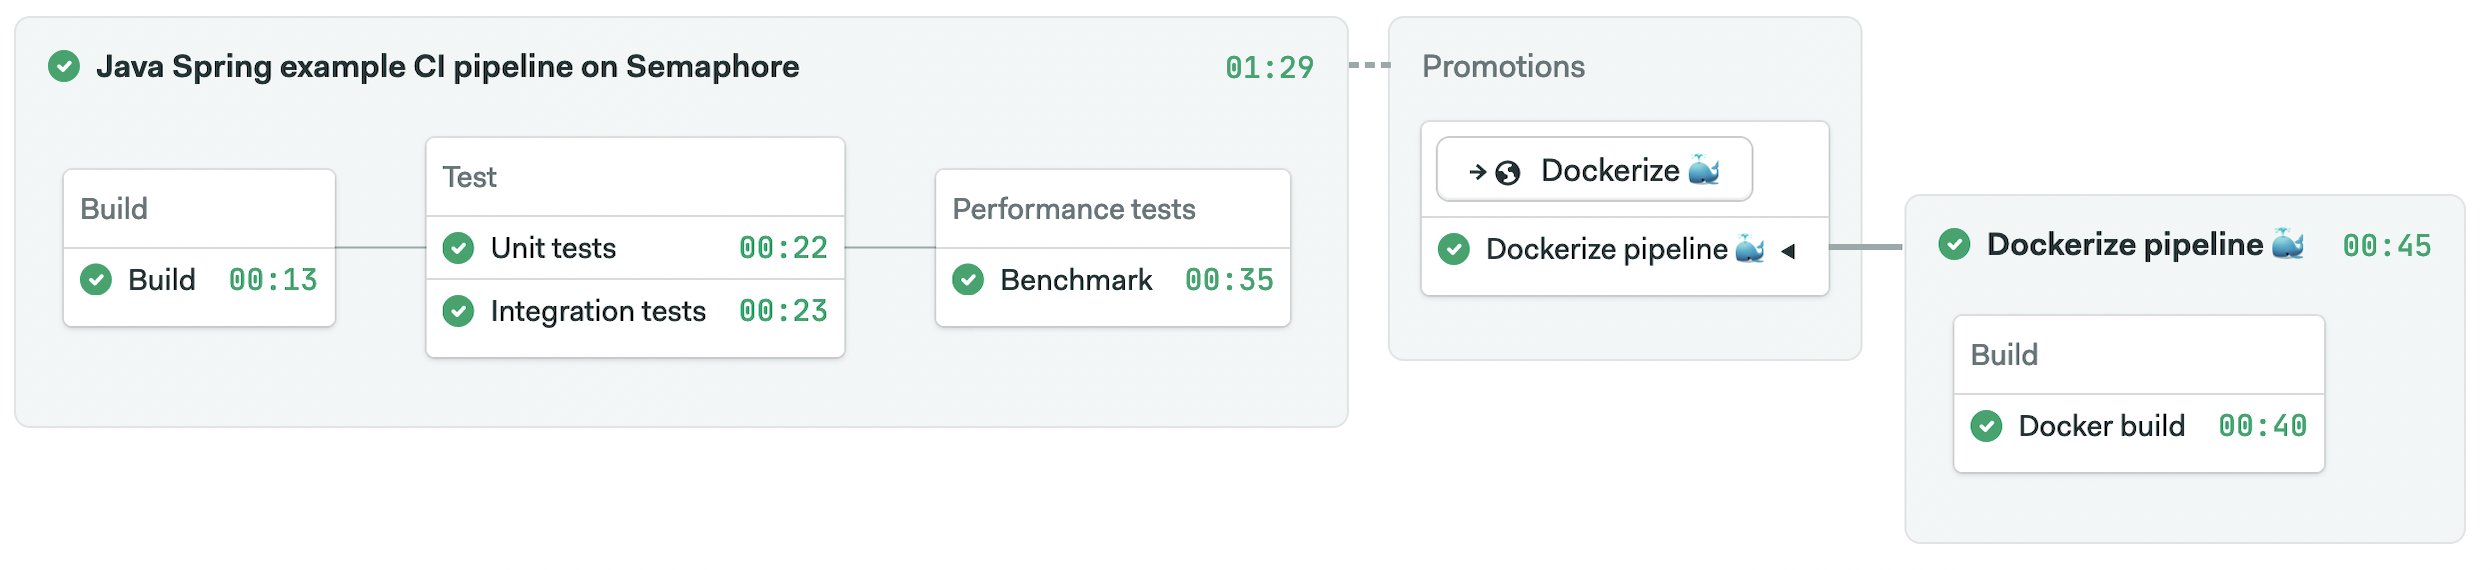 Java Spring example CI pipeline on Semaphore 01:29
Build
Build 00:13
Test
Unit tests 00:22
Integration tests 00:23
Performance tests
Benchmark 00:35
Promotions
Dockerize 🐳
Dockerize pipeline 🐳
Dockerize pipeline 🐳 00:45
Build
Docker build 00:40